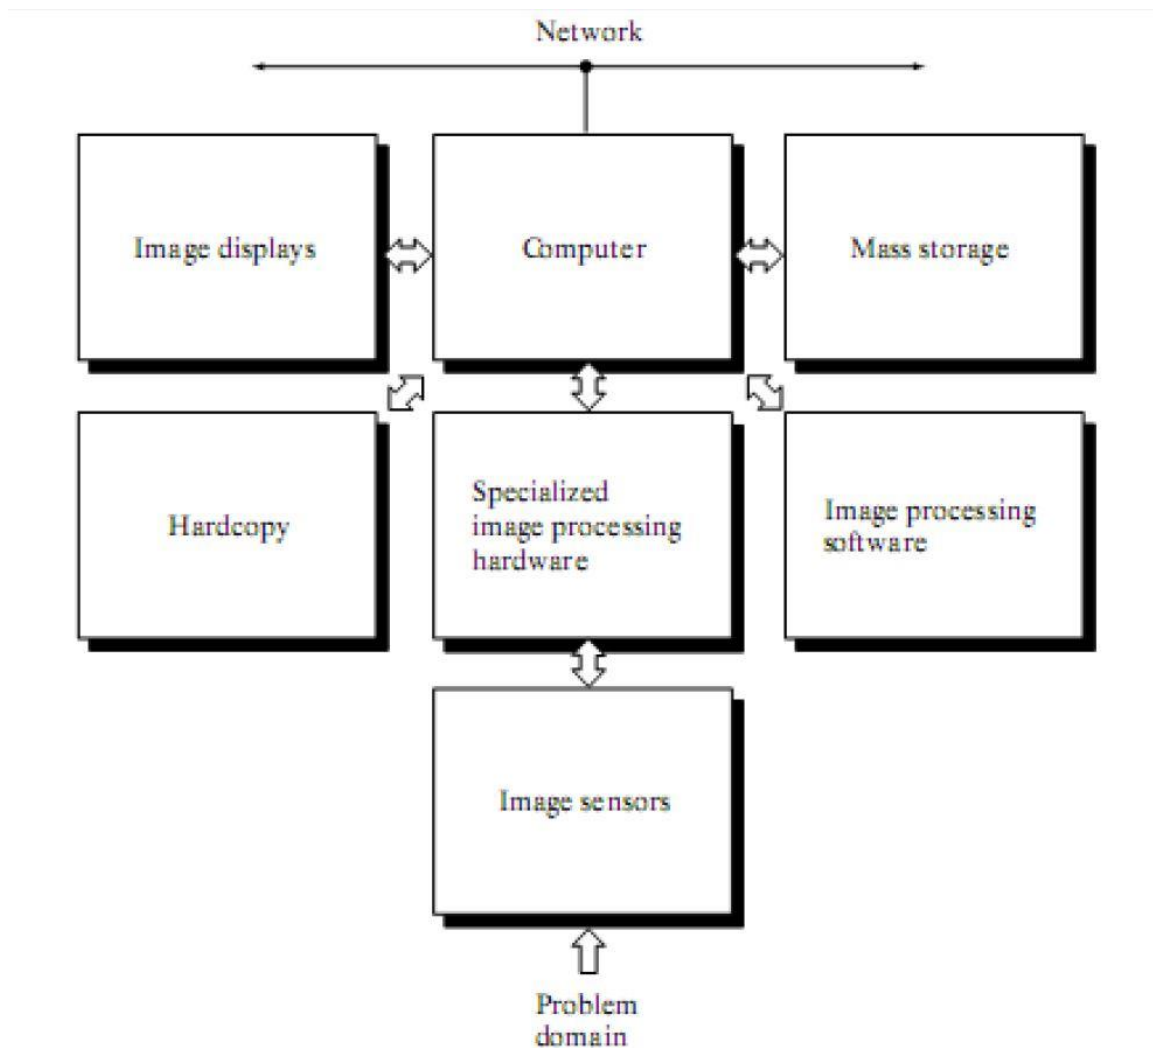 Network
Image displays
Computer
Mass storage
Hardcopy
Specialized
image processing
hardware
Image processing
software
Image sensors
Problem
domain